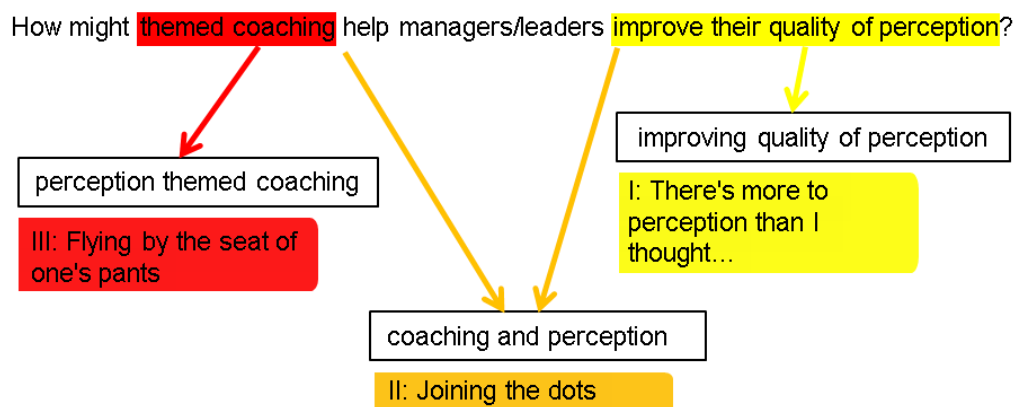 How might themed coaching help managers/leaders improve their quality of perception?
improving quality of perception
I: There's more to
perception than I
thought…
perception themed coaching
III: Flying by the seat of
one's pants
coaching and perception
II: Joining the dots